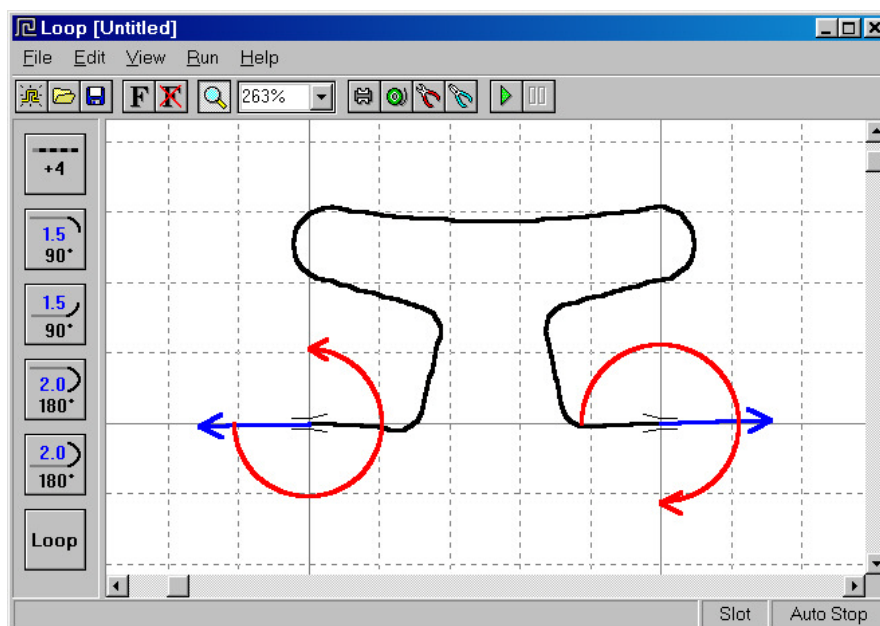 Loop [Untitled]
File Edit View Run Help
F F 263%
+4
1.5
90°
1.5
90°
2.0
180°
2.0
180°
Loop
Slot Auto Stop